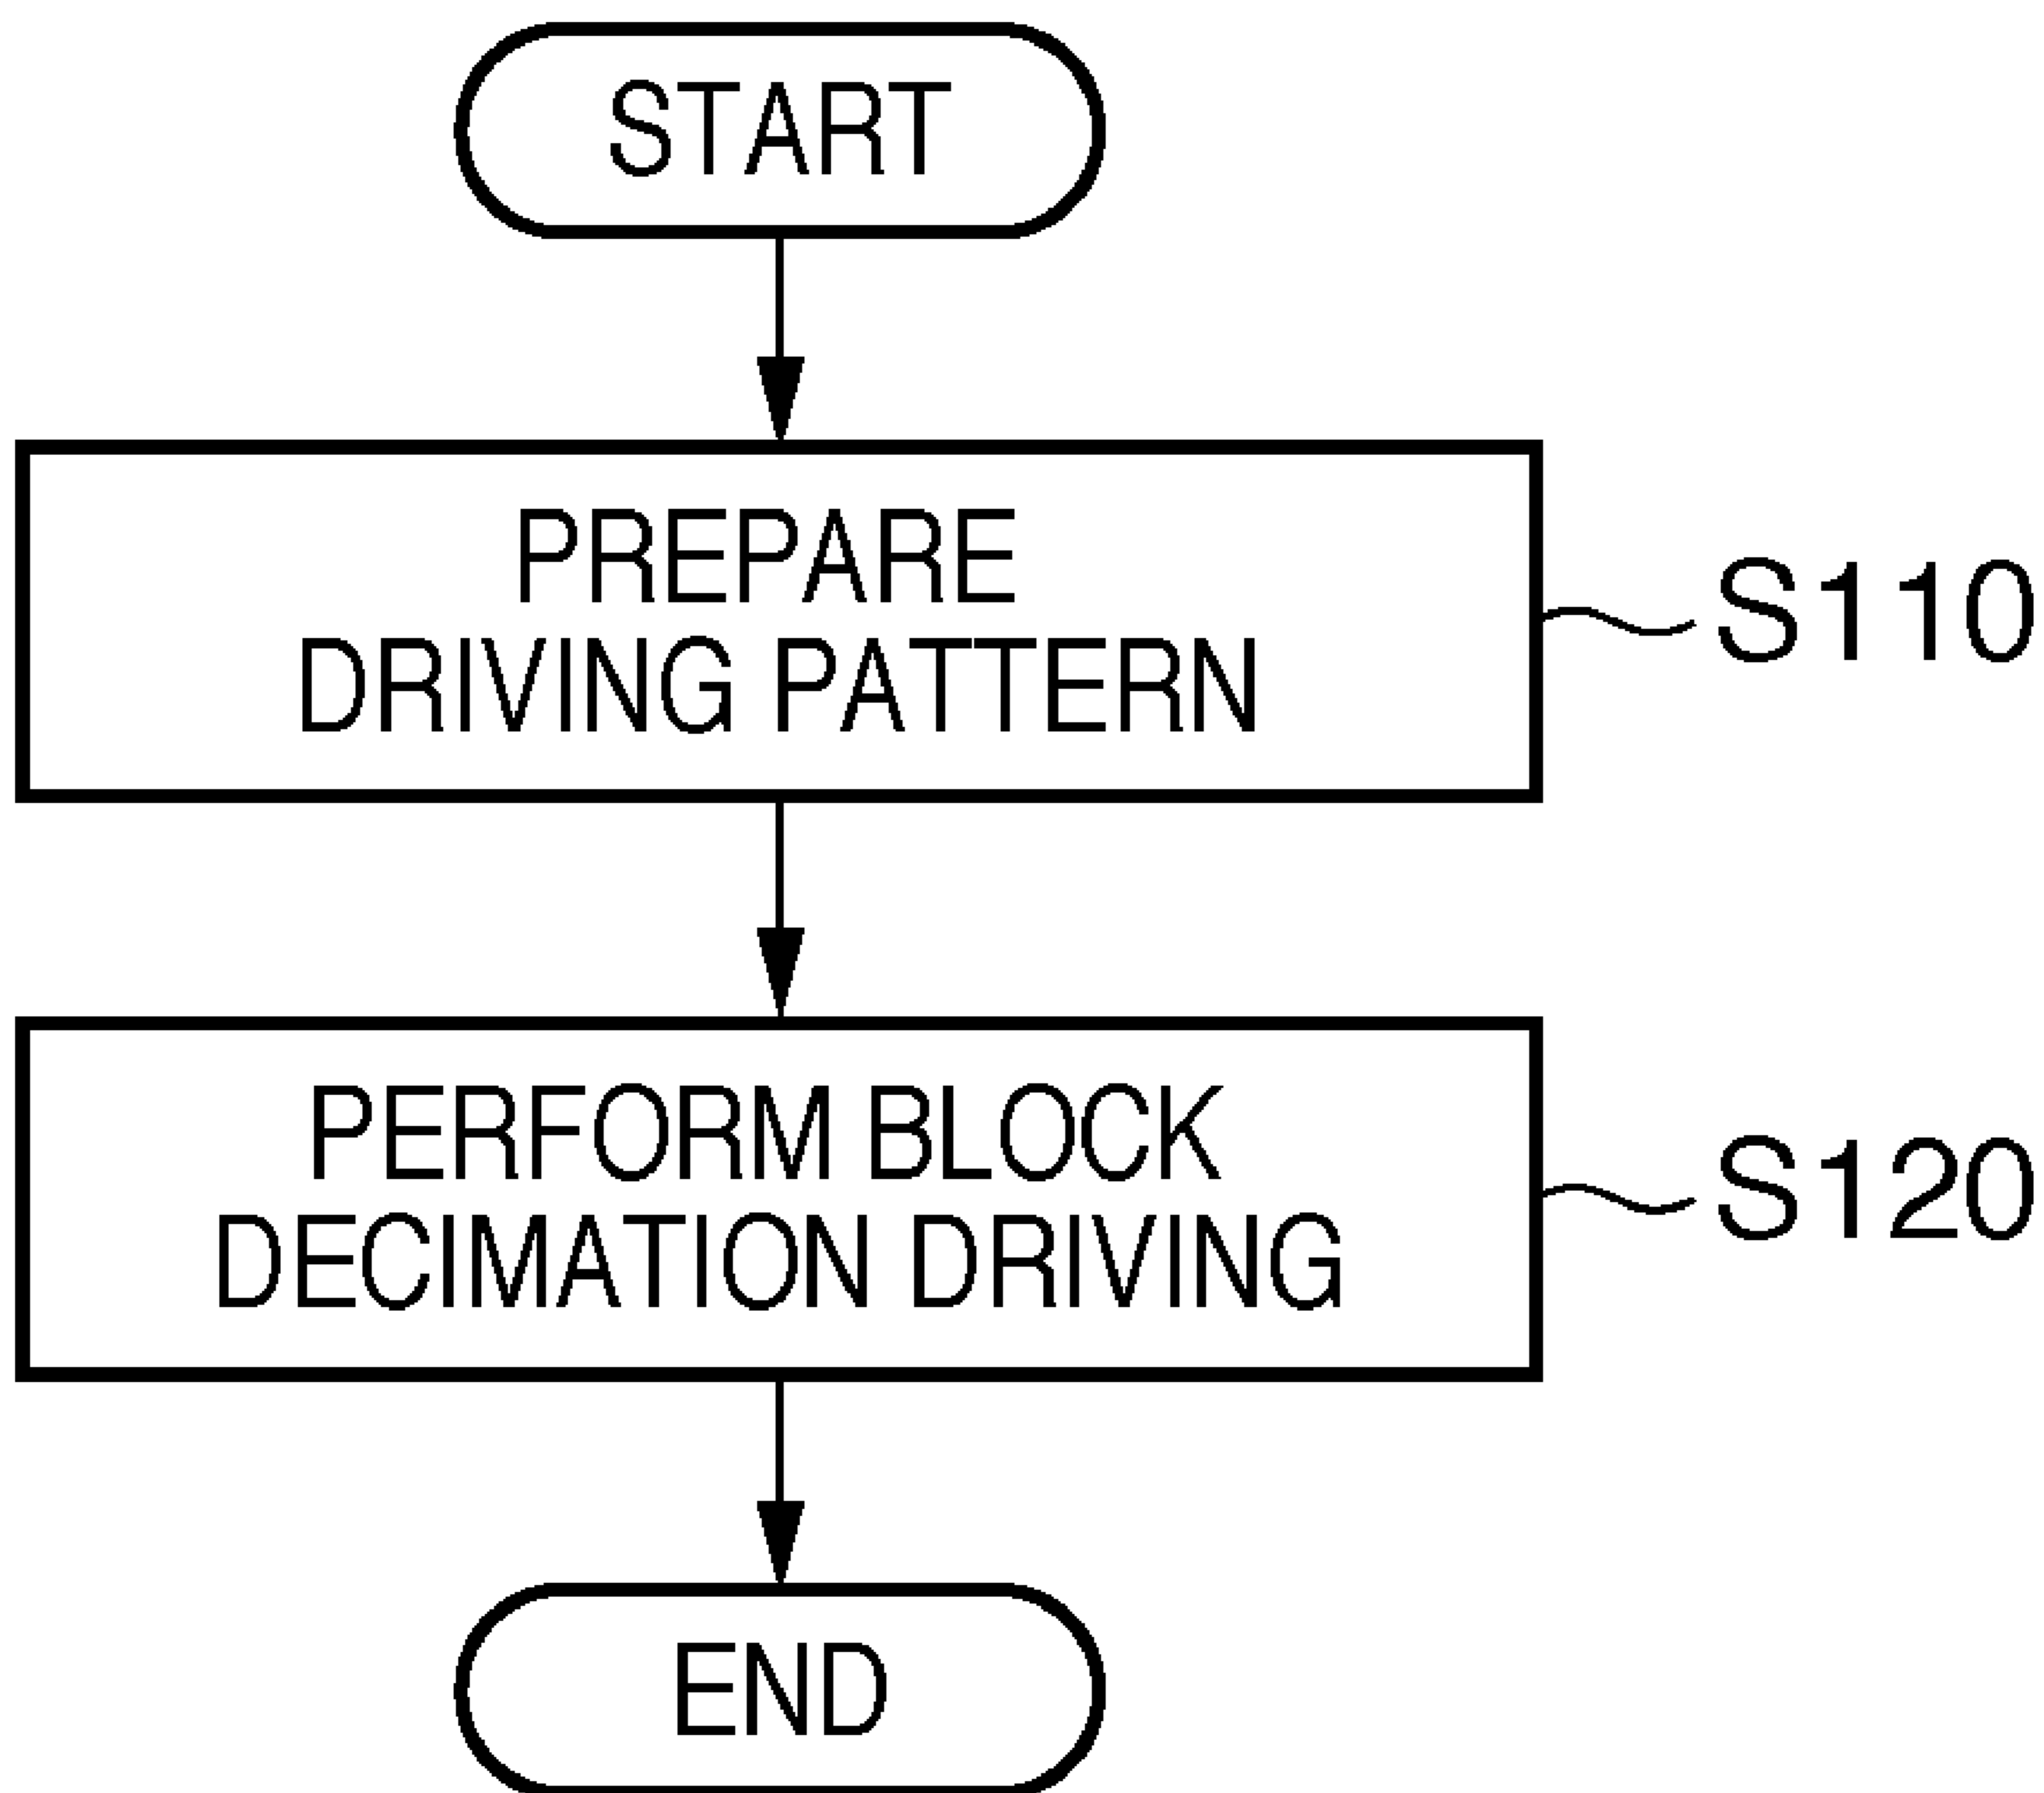 START
PREPARE
DRIVING PATTERN
S110
PERFORM BLOCK
DECIMATION DRIVING
S120
END